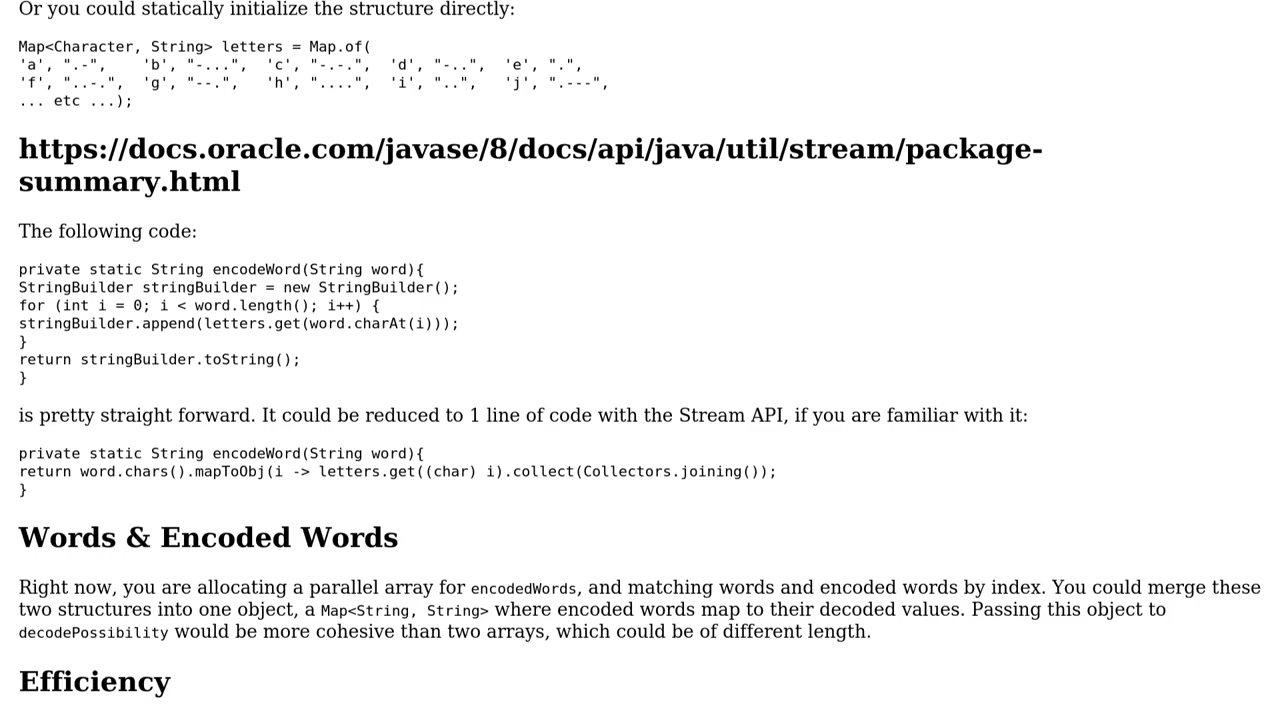 Or you could statically initialize the structure directly:
Map<Character, String> letters = Map.of(
'a', ".-",    'b', "-...",  'c', "-.-.",  'd', "-..",  'e', ".",
'f', "..-.",  'g', "--.",   'h', "....",  'i', "..",   'j', ".---",
... etc ...);
https://docs.oracle.com/javase/8/docs/api/java/util/stream/package-
summary.html
The following code:
private static String encodeWord(String word){
StringBuilder stringBuilder = new StringBuilder();
for (int i = 0; i < word.length(); i++) {
stringBuilder.append(letters.get(word.charAt(i)));
}
return stringBuilder.toString();
}
is pretty straight forward. It could be reduced to 1 line of code with the Stream API, if you are familiar with it:
private static String encodeWord(String word){
return word.chars().mapToObj(i -> letters.get((char) i).collect(Collectors.joining());
}
Words & Encoded Words
Right now, you are allocating a parallel array for encodedWords, and matching words and encoded words by index. You could merge these
two structures into one object, a Map<String, String> where encoded words map to their decoded values. Passing this object to
decodePossibility would be more cohesive than two arrays, which could be of different length.
Efficiency